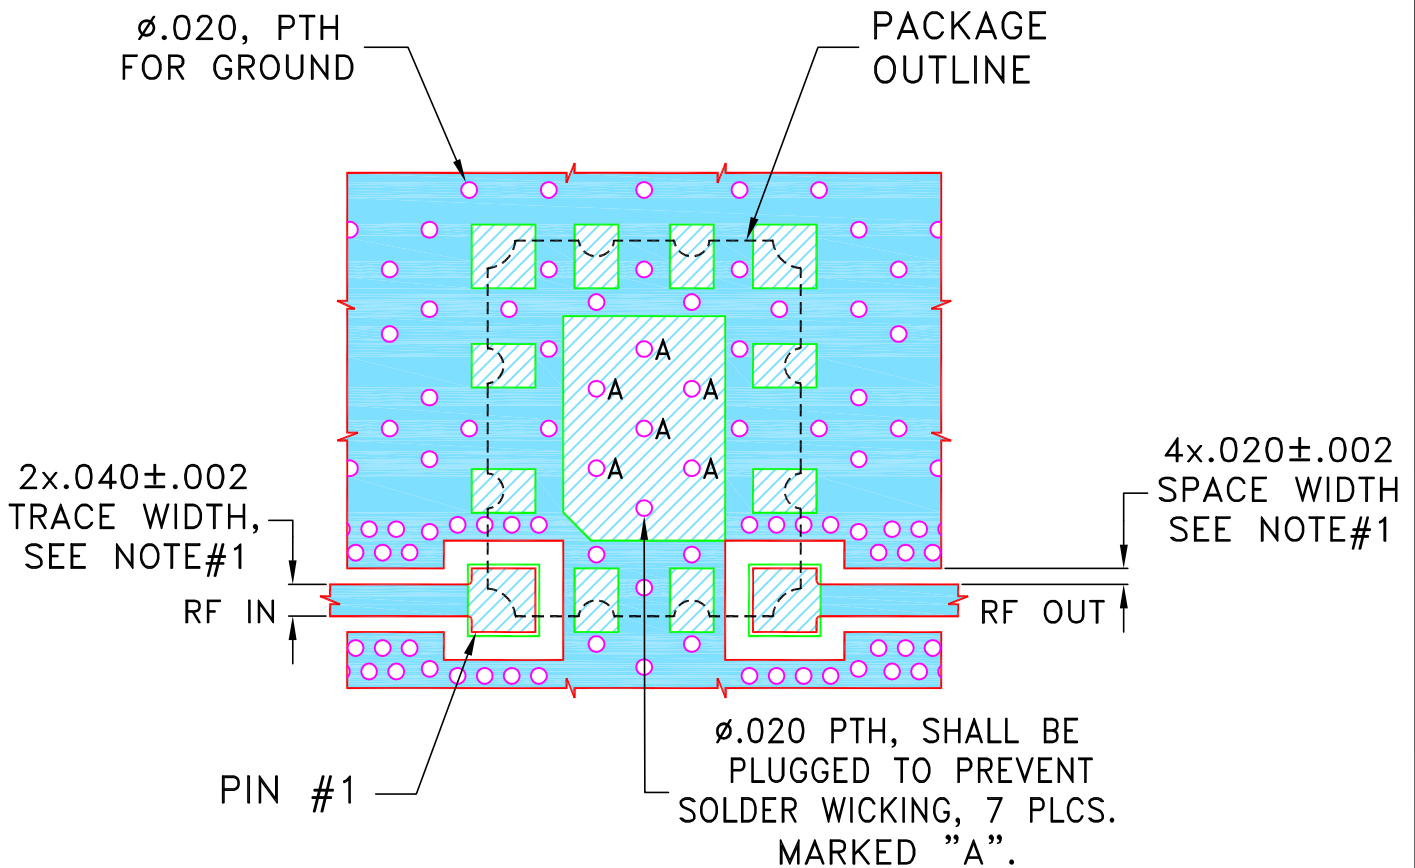 ø.020, PTH
FOR GROUND
PACKAGE
OUTLINE
A
A
A
A
A
A
2x.040±.002
TRACE WIDTH,
SEE NOTE#1
4x.020±.002
SPACE WIDTH
SEE NOTE#1
RF IN
RF OUT
PIN #1
ø.020 PTH, SHALL BE
PLUGGED TO PREVENT
SOLDER WICKING, 7 PLCS.
MARKED ”A”.